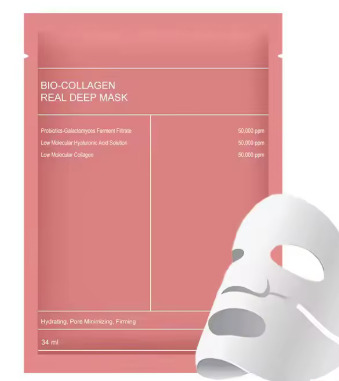 BIO-COLLAGEN
REAL DEEP MASK
Probiotics-Galactomyces Ferment Filtrate 50,000 ppm
Low Molecular Hyaluronic Acid Solution 50,000 ppm
Low Molecular Collagen 50,000 ppm
Hydrating, Pore Minimizing, Firming
34 ml